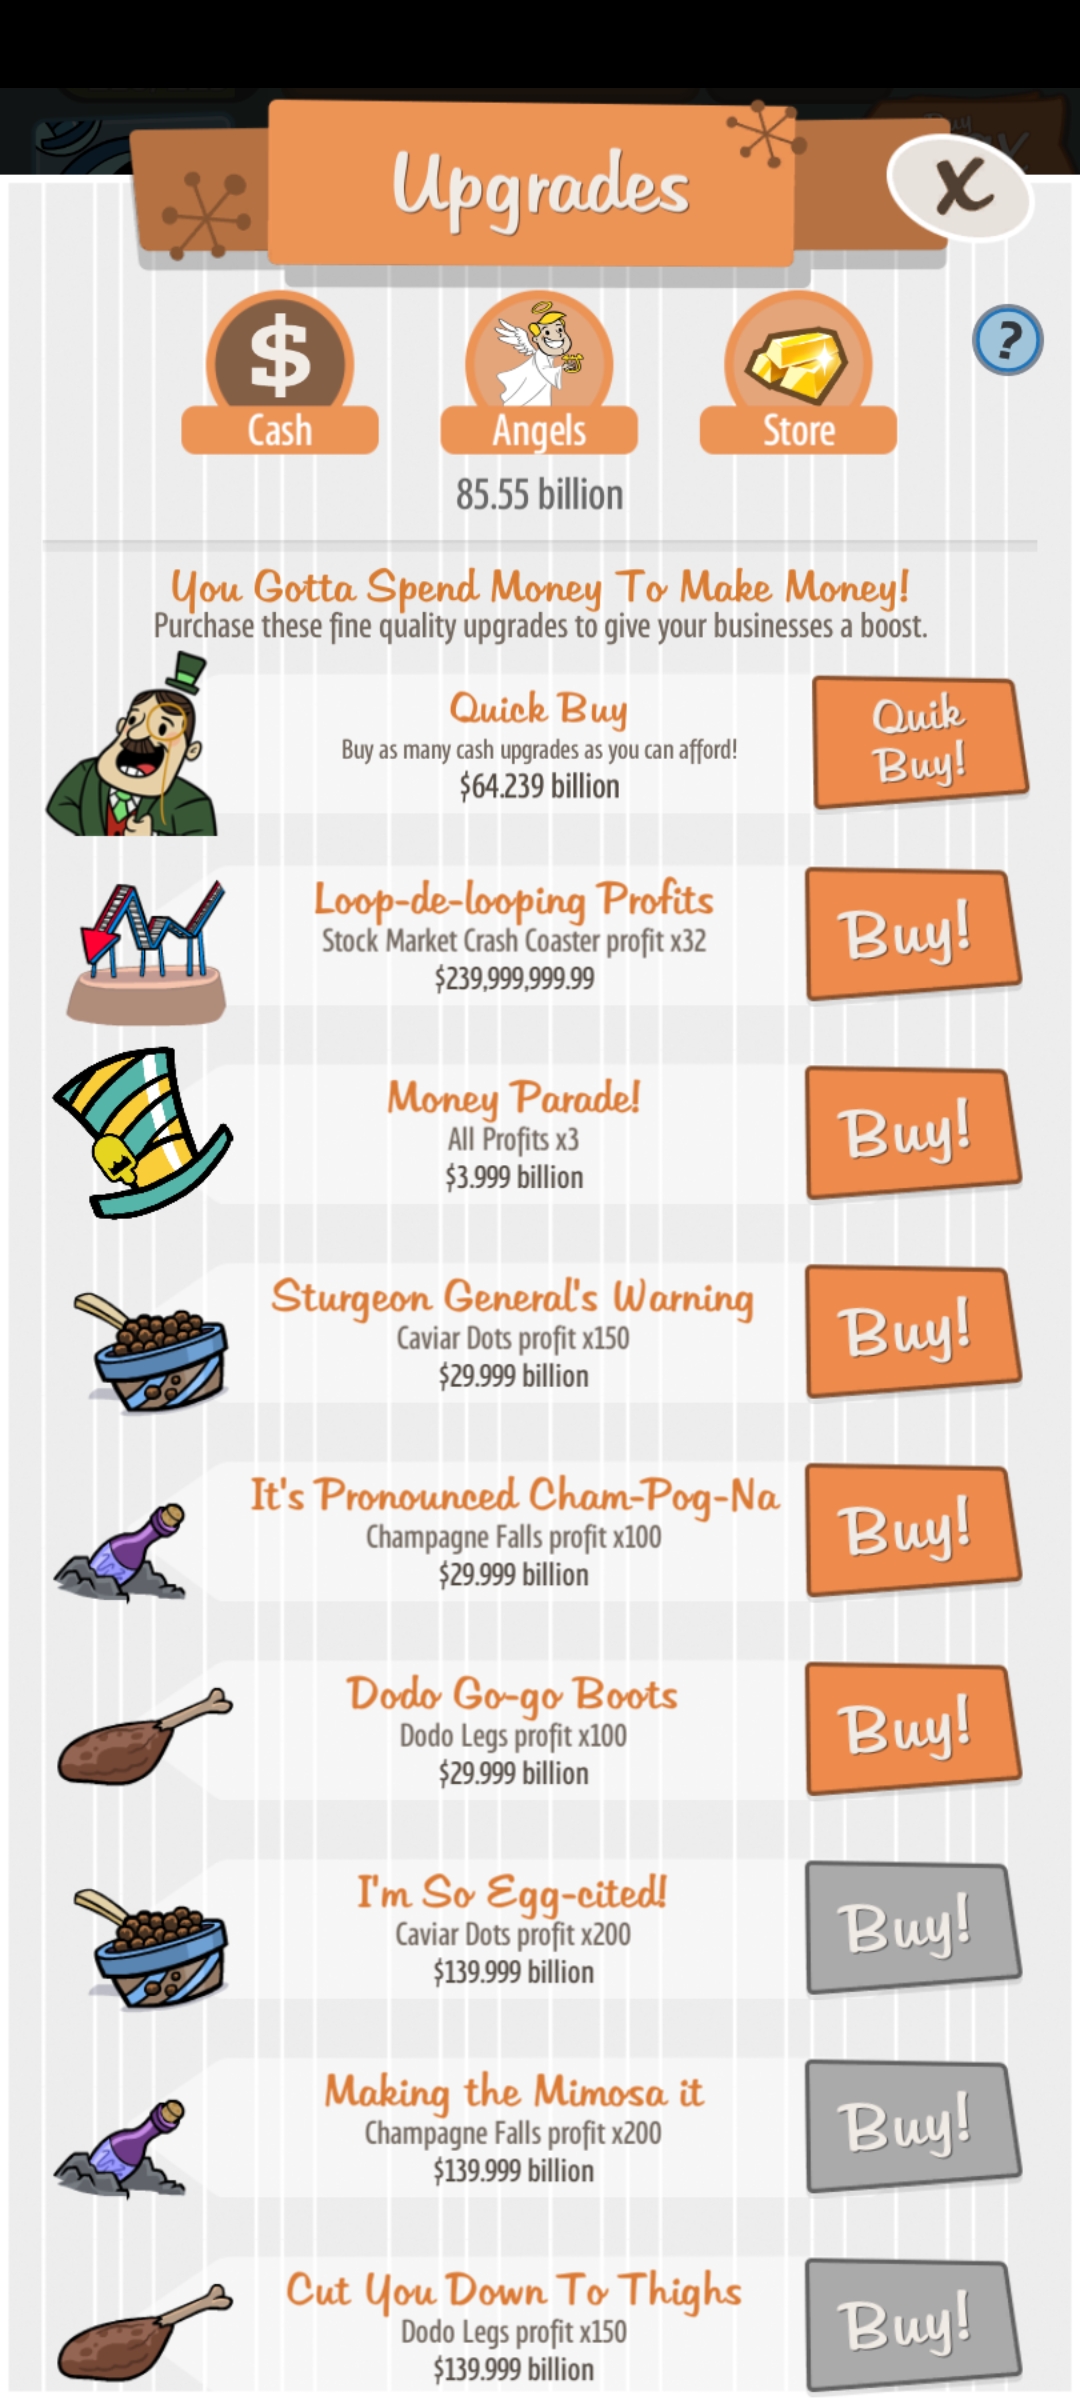 Upgrades
X
$
?
Cash
Angels
Store
85.55 billion
You Gotta Spend Money To Make Money!
Purchase these fine quality upgrades to give your businesses a boost.
Quick Buy
Buy as many cash upgrades as you can afford!
$64.239 billion
Quik
Buy!
Loop-de-looping Profits
Stock Market Crash Coaster profit x32
$239,999,999.99
Buy!
Money Parade!
All Profits x3
$3.999 billion
Buy!
Sturgeon General's Warning
Caviar Dots profit x150
$29.999 billion
Buy!
It's Pronounced Cham-Pog-Na
Champagne Falls profit x100
$29.999 billion
Buy!
Dodo Go-go Boots
Dodo Legs profit x100
$29.999 billion
Buy!
I'm So Egg-cited!
Caviar Dots profit x200
$139.999 billion
Buy!
Making the Mimosa it
Champagne Falls profit x200
$139.999 billion
Buy!
Cut You Down To Thighs
Dodo Legs profit x150
$139.999 billion
Buy!